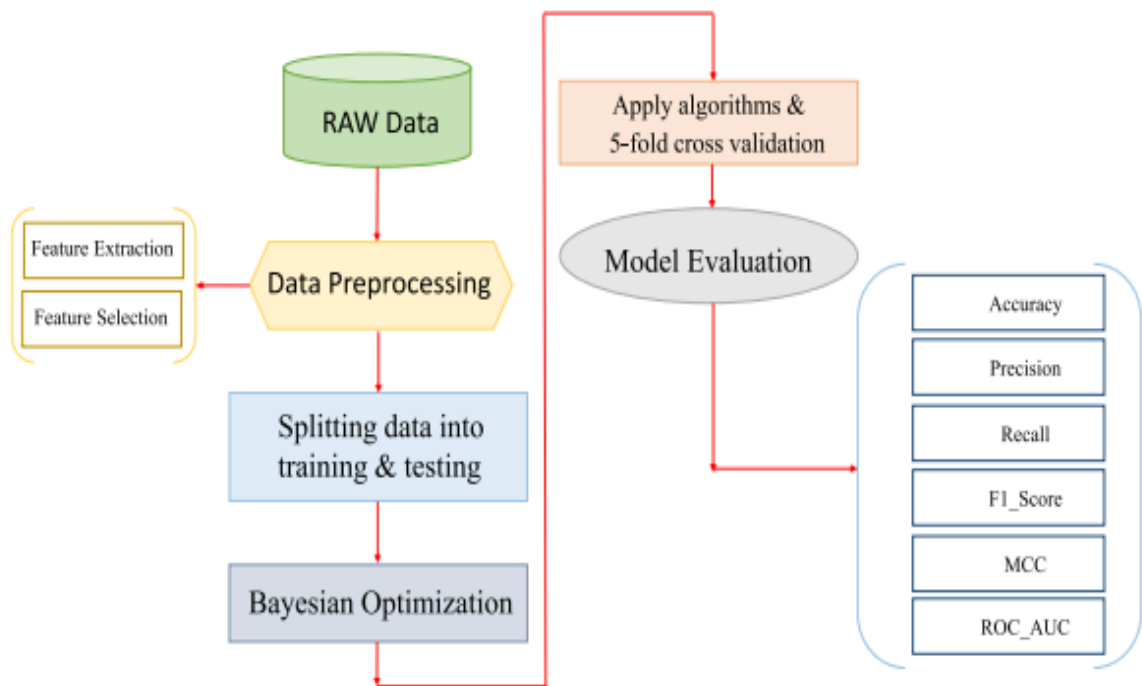 RAW Data
Data Preprocessing
Feature Extraction
Feature Selection
Splitting data into
training & testing
Bayesian Optimization
Apply algorithms &
5-fold cross validation
Model Evaluation
Accuracy
Precision
Recall
F1_Score
MCC
ROC_AUC